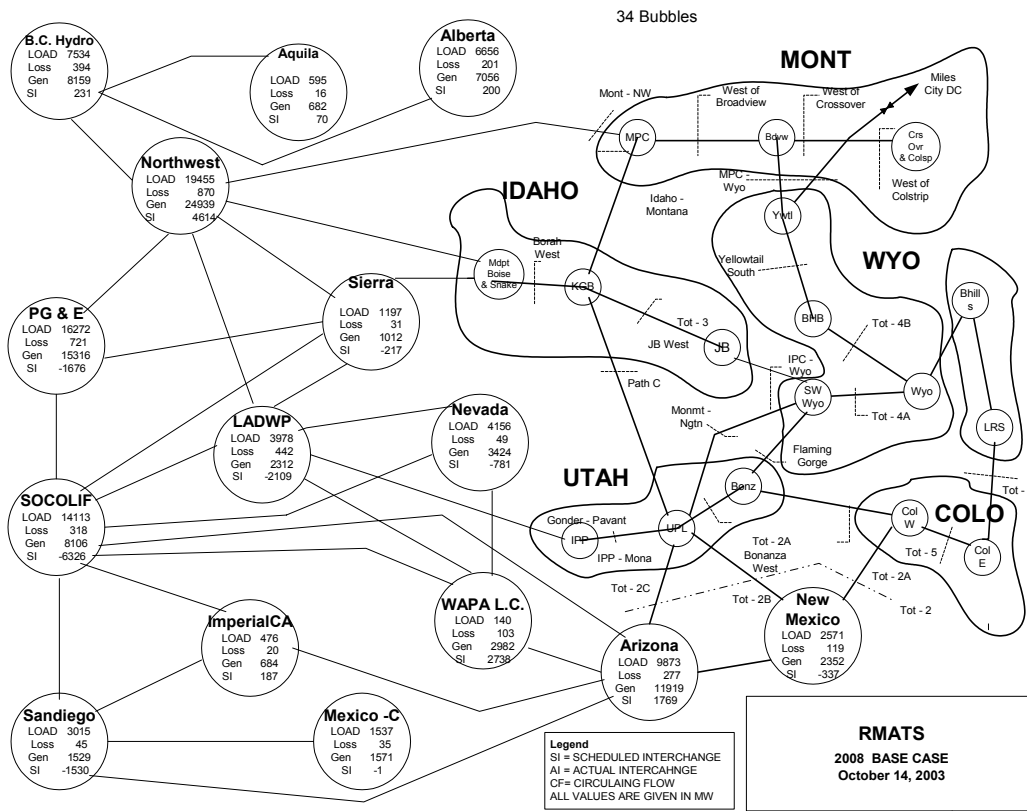 34 Bubbles
B.C. Hydro
LOAD 7534
Loss 394
Gen 8159
SI 231
Aquila
LOAD 595
Loss 16
Gen 682
SI 70
Alberta
LOAD 6656
Loss 201
Gen 7056
SI 200
MONT
Miles
City DC
Mont - NW
West of
Broadview
West of
Crossover
MPC
Bdvw
Crs
Ovr
& Colsp
West of
Colstrip
MPC -
Wyo
Idaho -
Montana
Northwest
LOAD 19455
Loss 870
Gen 24939
SI 4614
IDAHO
Borah
West
Mdpt
Boise
& Snake
KGB
Tot - 3
JB West
JB
Path C
Ywtl
Yellowtail
South
WYO
BHB
Tot - 4B
IPC -
Wyo
SW
Wyo
Wyo
Tot - 4A
Bhill
s
LRS
Tot -
Sierra
LOAD 1197
Loss 31
Gen 1012
SI -217
PG & E
LOAD 16272
Loss 721
Gen 15316
SI -1676
LADWP
LOAD 3978
Loss 442
Gen 2312
SI -2109
Nevada
LOAD 4156
Loss 49
Gen 3424
SI -781
Monmt -
Ngtn
Flaming
Gorge
UTAH
Bonz
Gonder - Pavant
IPP
UPL
IPP - Mona
Tot - 2A
Bonanza
West
COLO
Col
W
Tot - 5
Col
E
Tot - 2A
Tot - 2C
Tot - 2B
Tot - 2
I
SOCOLIF
LOAD 14113
Loss 318
Gen 8106
SI -6326
WAPA L.C.
LOAD 140
Loss 103
Gen 2982
SI 2738
New
Mexico
LOAD 2571
Loss 119
Gen 2352
SI -337
ImperialCA
LOAD 476
Loss 20
Gen 684
SI 187
Arizona
LOAD 9873
Loss 277
Gen 11919
SI 1769
Sandiego
LOAD 3015
Loss 45
Gen 1529
SI -1530
Mexico -C
LOAD 1537
Loss 35
Gen 1571
SI -1
Legend
SI = SCHEDULED INTERCHANGE
AI = ACTUAL INTERCAHNGE
CF= CIRCULAING FLOW
ALL VALUES ARE GIVEN IN MW
RMATS
2008 BASE CASE
October 14, 2003